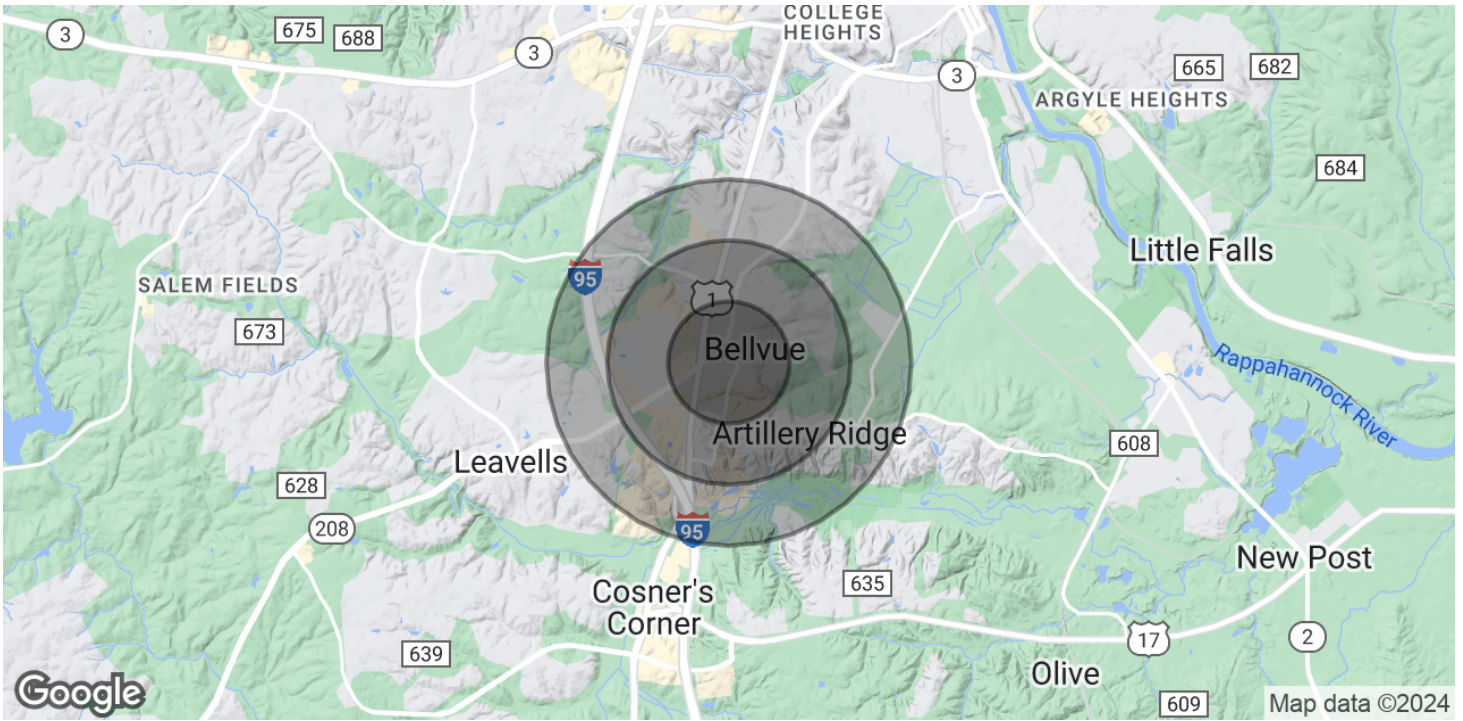 COLLEGE
HEIGHTS
3
675
688
3
3
665
682
ARGYLE HEIGHTS
684
Little Falls
SALEM FIELDS
95
1
673
Bellvue
Rappahannock River
Artillery Ridge
608
Leavells
628
208
95
New Post
635
Cosner's
Corner
639
17
2
Olive
Google
609
Map data ©2024